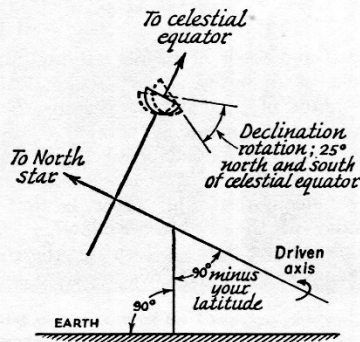 To celestial
equator
Declination
rotation; 25°
north and south
of celestial equator
To North
star
Driven
axis
90° minus
your
latitude
90°
EARTH